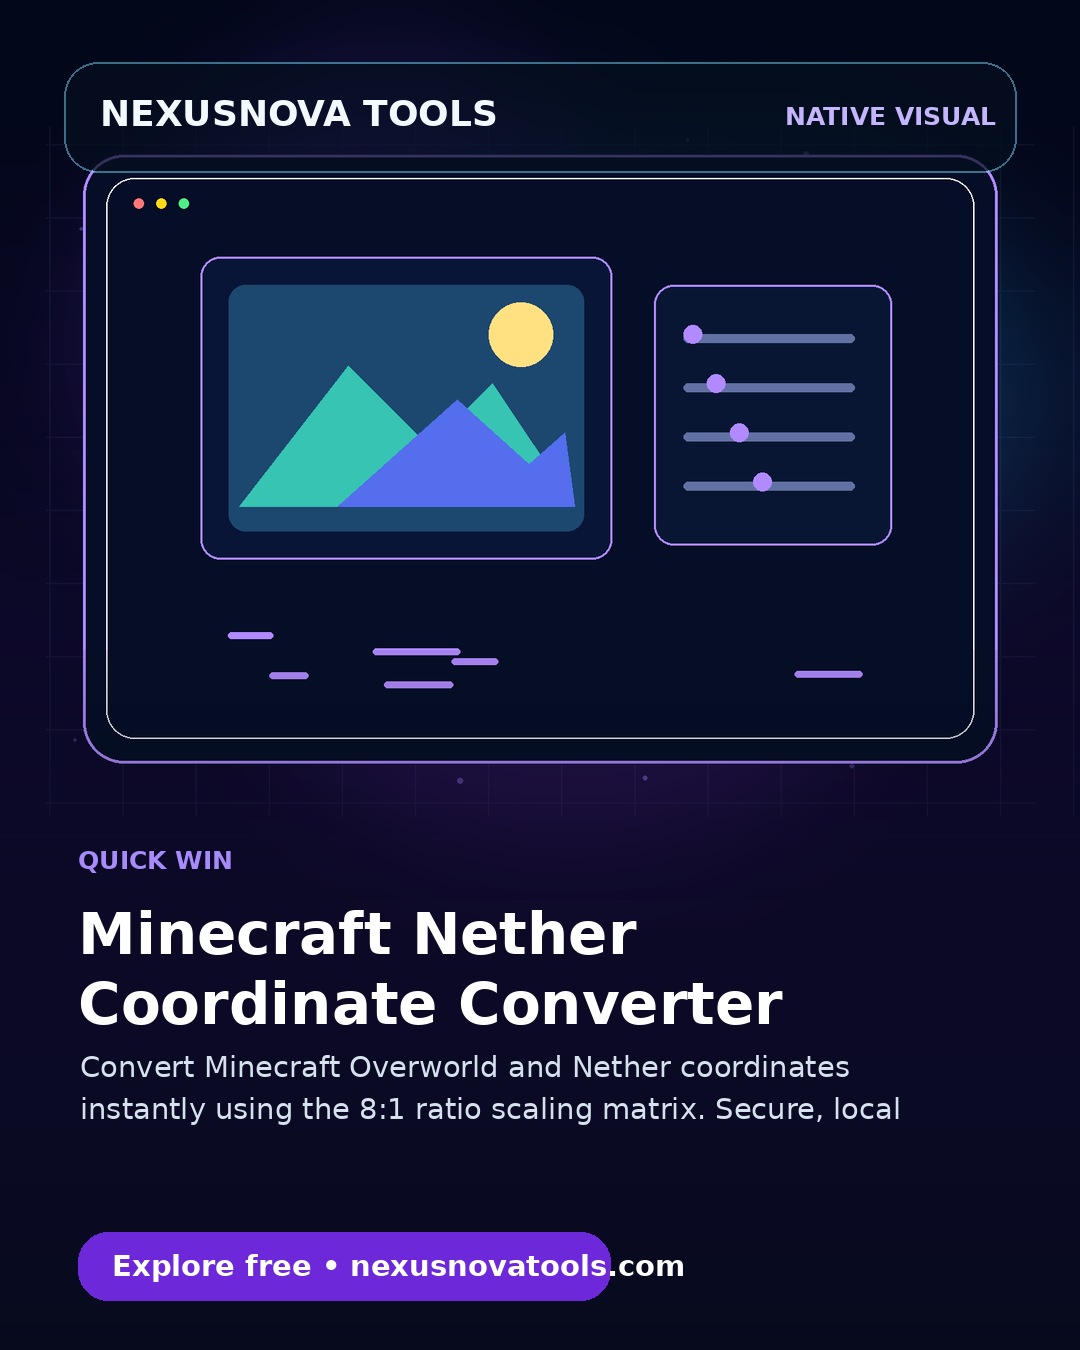 NEXUSNOVA TOOLS
NATIVE VISUAL
QUICK WIN
Minecraft Nether
Coordinate Converter
Convert Minecraft Overworld and Nether coordinates
instantly using the 8:1 ratio scaling matrix. Secure, local
Explore free • nexusnovatools.com